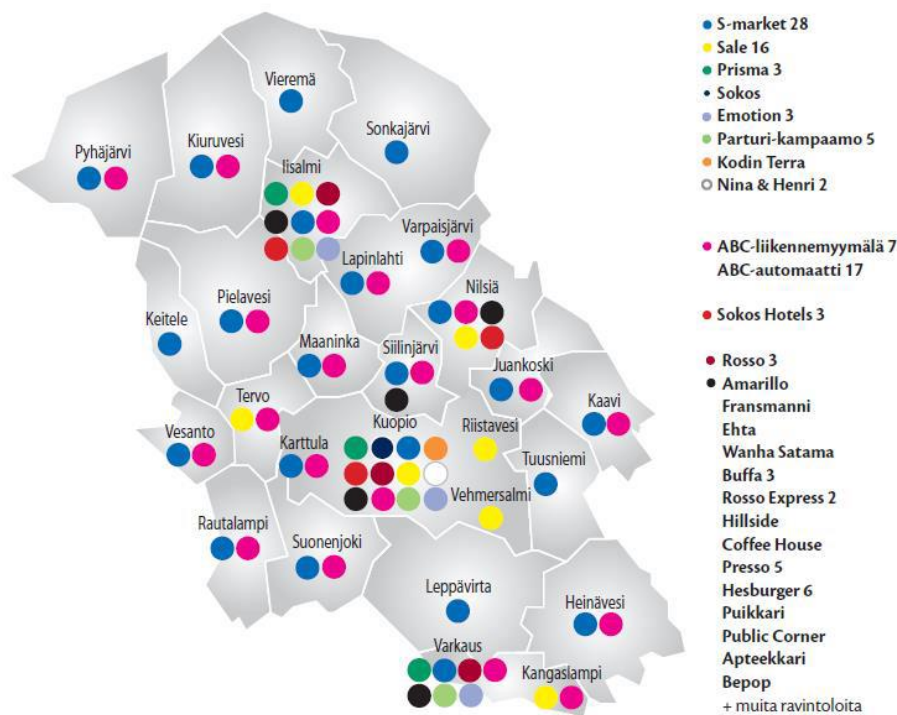 Vieremä
Sonkajärvi
Kiuruvesi
Pyhäjärvi
Iisalmi
Varpaisjärvi
Lapinlahti
Nilsiä
Pielavesi
Keitele
Maaninka
Siilinjärvi
Juankoski
Kaavi
Tervo
Kuopio
Riistavesi
Vesanto
Karttula
Tuusniemi
Vehmersalmi
Rautalampi
Suonenjoki
Leppävirta
Heinävesi
Varkaus
Kangaslampi
S-market 28
Sale 16
Prisma 3
Sokos
Emotion 3
Parturi-kampaamo 5
Kodin Terra
Nina & Henri 2
ABC-liikennemyymälä 7
ABC-automaatti 17
Sokos Hotels 3
Rosso 3
Amarillo
Fransmanni
Ehta
Wanha Satama
Buffa 3
Rosso Express 2
Hillside
Coffee House
Presso 5
Hesburger 6
Puikkari
Public Corner
Apteekkari
Bepop
+ muita ravintoloita